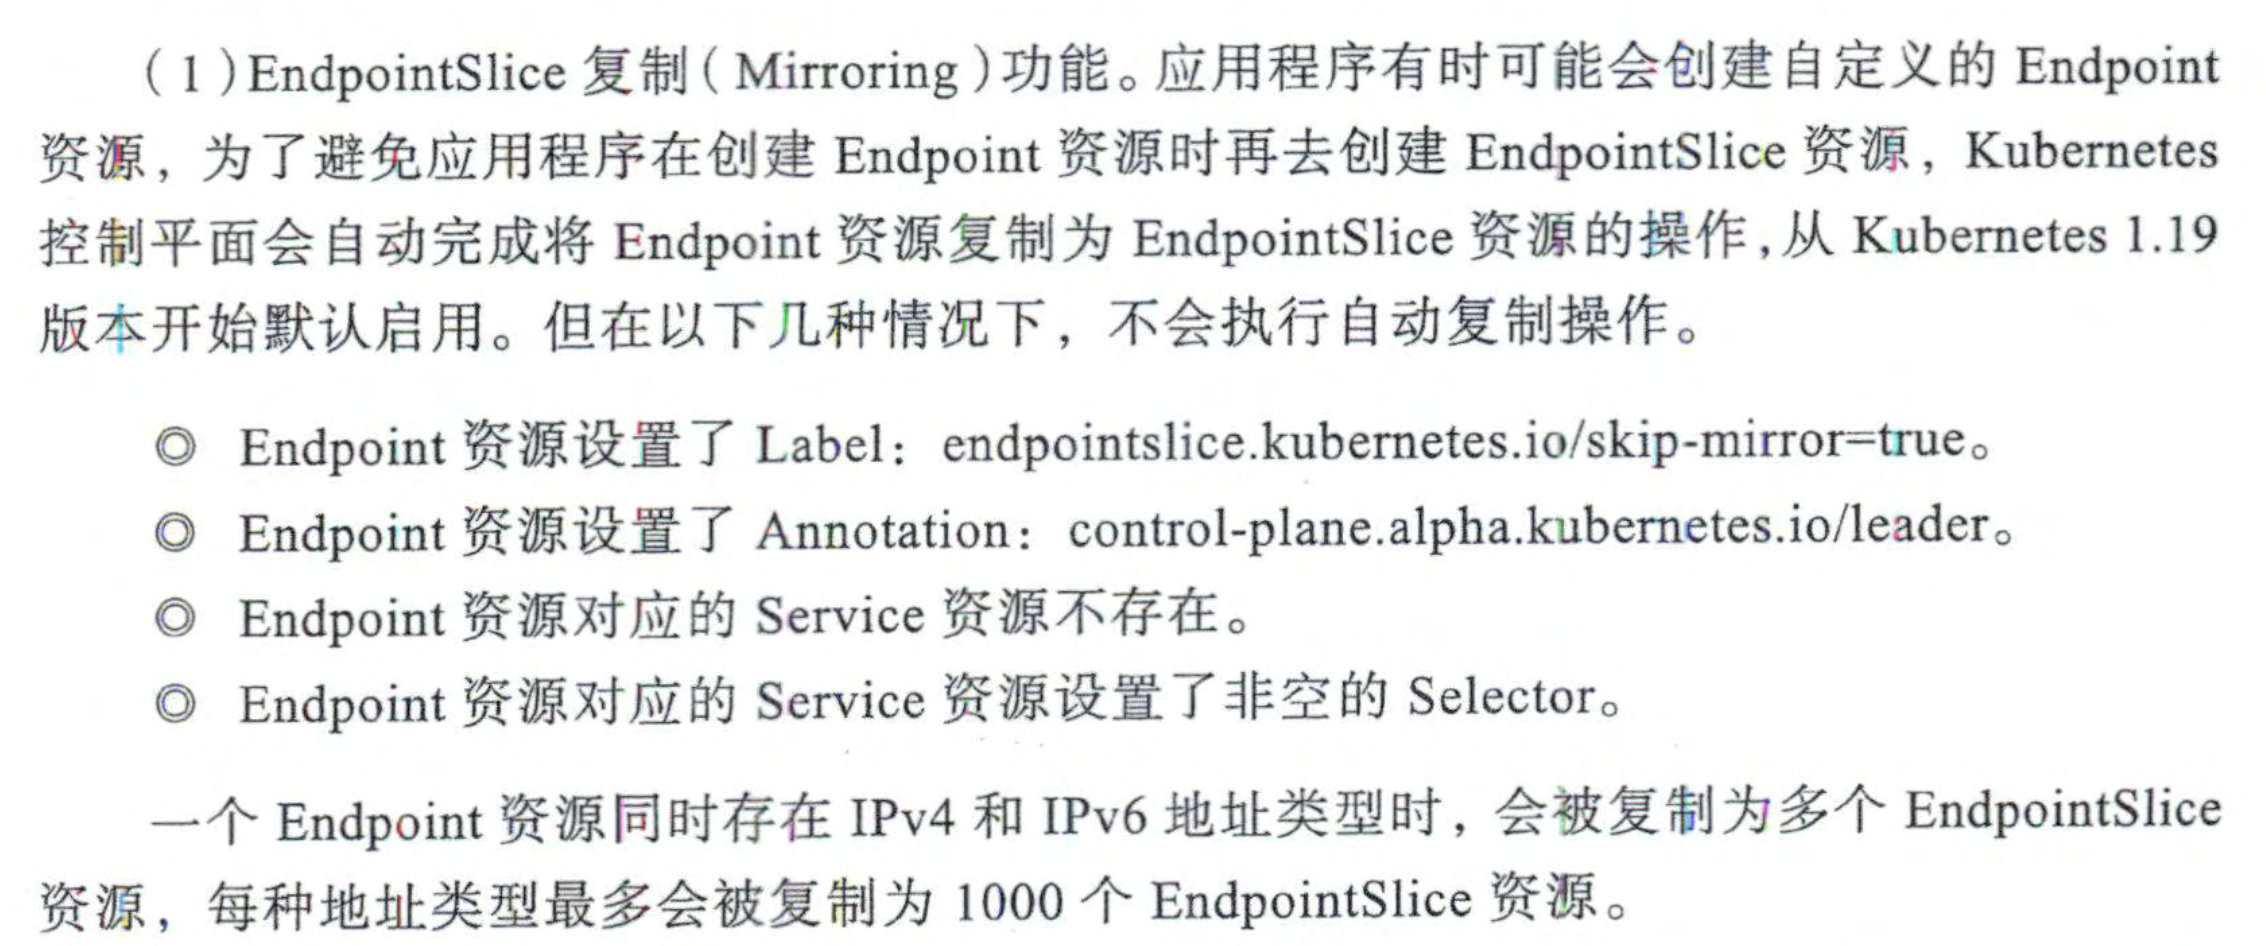 （1）EndpointSlice 复制（Mirroring）功能。应用程序有时可能会创建自定义的 Endpoint
资源，为了避免应用程序在创建 Endpoint 资源时再去创建 EndpointSlice 资源，Kubernetes
控制平面会自动完成将 Endpoint 资源复制为 EndpointSlice 资源的操作，从 Kubernetes 1.19
版本开始默认启用。但在以下几种情况下，不会执行自动复制操作。
◎ Endpoint 资源设置了 Label：endpointslice.kubernetes.io/skip-mirror=true。
◎ Endpoint 资源设置了 Annotation：control-plane.alpha.kubernetes.io/leader。
◎ Endpoint 资源对应的 Service 资源不存在。
◎ Endpoint 资源对应的 Service 资源设置了非空的 Selector。
一个 Endpoint 资源同时存在 IPv4 和 IPv6 地址类型时，会被复制为多个 EndpointSlice
资源，每种地址类型最多会被复制为 1000 个 EndpointSlice 资源。